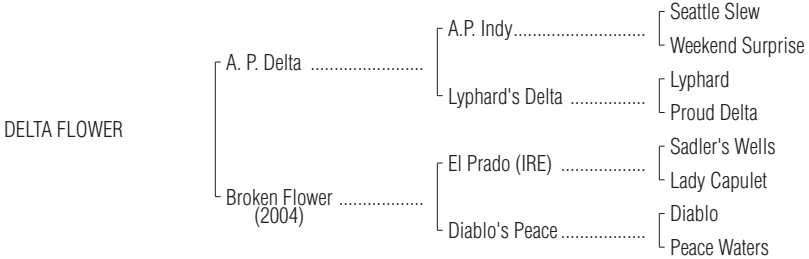 Seattle Slew
A.P. Indy..............................
Weekend Surprise
A. P. Delta ..........................
Lyphard
Lyphard's Delta .................
Proud Delta
DELTA FLOWER
Sadler's Wells
El Prado (IRE) ...................
Lady Capulet
Broken Flower ...................
(2004)
Diablo
Diablo's Peace...................
Peace Waters